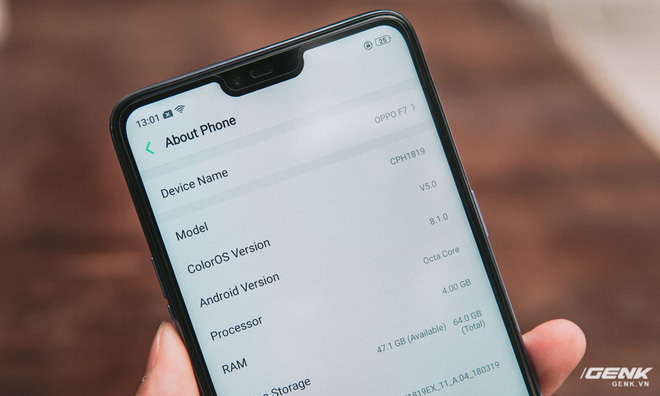 13:01
25
About Phone
Device Name OPPO F7
Model CPH1819
ColorOS Version V5.0
Android Version 8.1.0
Processor Octa Core
RAM 4.00 GB
Storage 47.1 GB (Available) 64.0 GB (Total)
1819EX_11_A.04_180319
GENK
GENK.VN